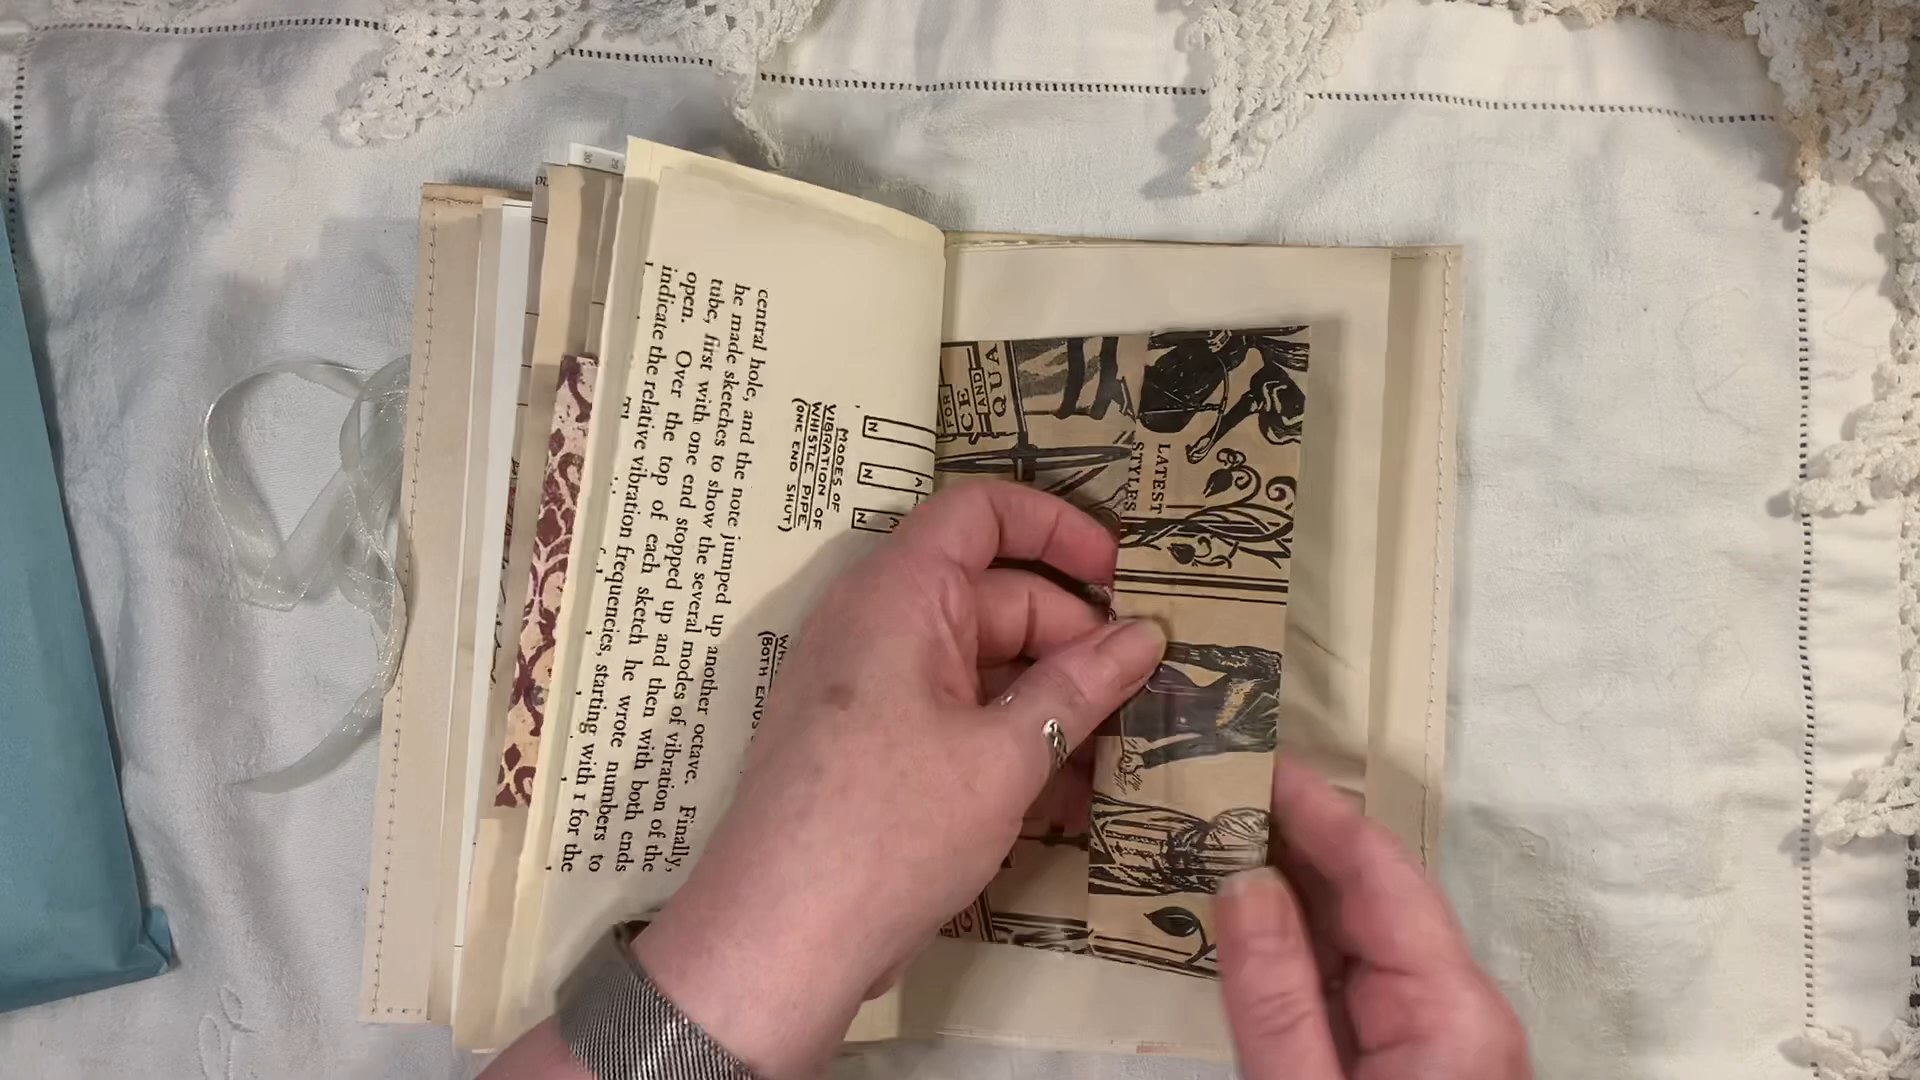 central hole, and the note jumped up another octave. Finally,
he made sketches to show the several modes of vibration of the
tube, first with one end stopped up and then with both ends
open. Over the top of each sketch he wrote numbers to
indicate the relative vibration frequencies, starting with 1 for the
MODES OF
VIBRATION OF
WHISTLE PIPE
(ONE END SHUT)
N
N
N
A
A
(BOTH ENDS
QUA
AND
CE
FOR
LATEST
STYLES
30